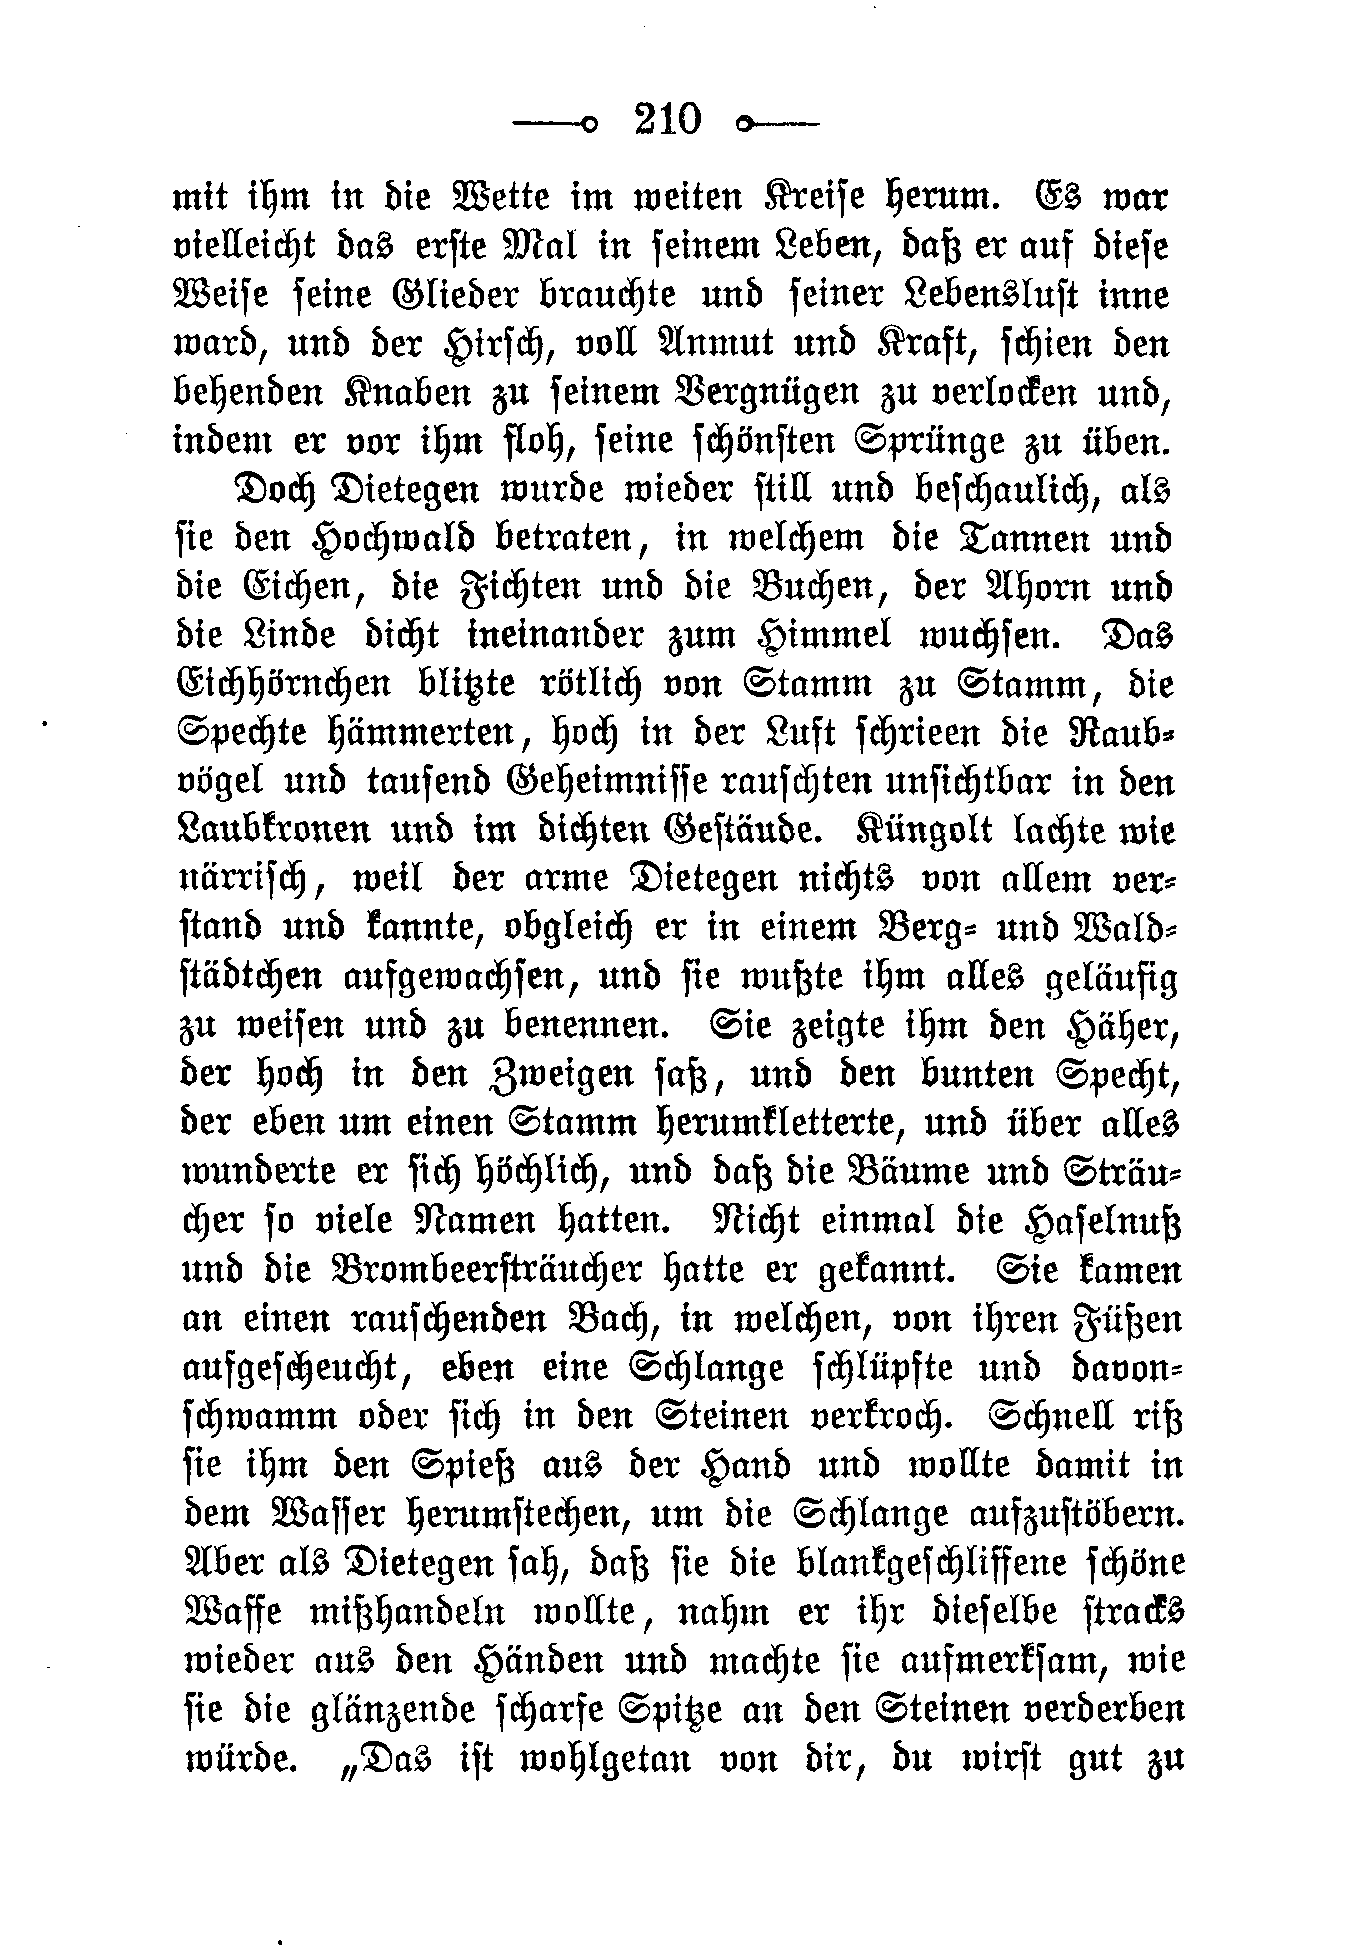 210
mit ihm in die Wette im weiten Kreise herum. Es war
vielleicht das erste Mal in seinem Leben, daß er auf diese
Weise seine Glieder brauchte und seiner Lebenslust inne
ward, und der Hirsch, voll Anmut und Kraft, schien den
behenden Knaben zu seinem Vergnügen zu verlocken und,
indem er vor ihm floh, seine schönsten Sprünge zu üben.
Doch Dietegen wurde wieder still und beschaulich, als
sie den Hochwald betraten, in welchem die Tannen und
die Eichen, die Fichten und die Buchen, der Ahorn und
die Linde dicht ineinander zum Himmel wuchsen. Das
Eichhörnchen blitzte rötlich von Stamm zu Stamm, die
Spechte hämmerten, hoch in der Luft schrieen die Raub-
vögel und tausend Geheimnisse rauschten unsichtbar in den
Laubkronen und im dichten Gestäude. Küngolt lachte wie
närrisch, weil der arme Dietegen nichts von allem ver-
stand und kannte, obgleich er in einem Berg- und Wald-
städtchen aufgewachsen, und sie wußte ihm alles geläufig
zu weisen und zu benennen. Sie zeigte ihm den Häher,
der hoch in den Zweigen saß, und den bunten Specht,
der eben um einen Stamm herumkletterte, und über alles
wunderte er sich höchlich, und daß die Bäume und Sträu-
cher so viele Namen hatten. Nicht einmal die Haselnuß
und die Brombeersträucher hatte er gekannt. Sie kamen
an einen rauschenden Bach, in welchen, von ihren Füßen
aufgescheucht, eben eine Schlange schlüpfte und davon-
schwamm oder sich in den Steinen verkroch. Schnell riß
sie ihm den Spieß aus der Hand und wollte damit in
dem Wasser herumstechen, um die Schlange aufzustöbern.
Aber als Dietegen sah, daß sie die blankgeschliffene schöne
Waffe mißhandeln wollte, nahm er ihr dieselbe stracks
wieder aus den Händen und machte sie aufmerksam, wie
sie die glänzende scharfe Spitze an den Steinen verderben
würde. „Das ist wohlgetan von dir, du wirst gut zu